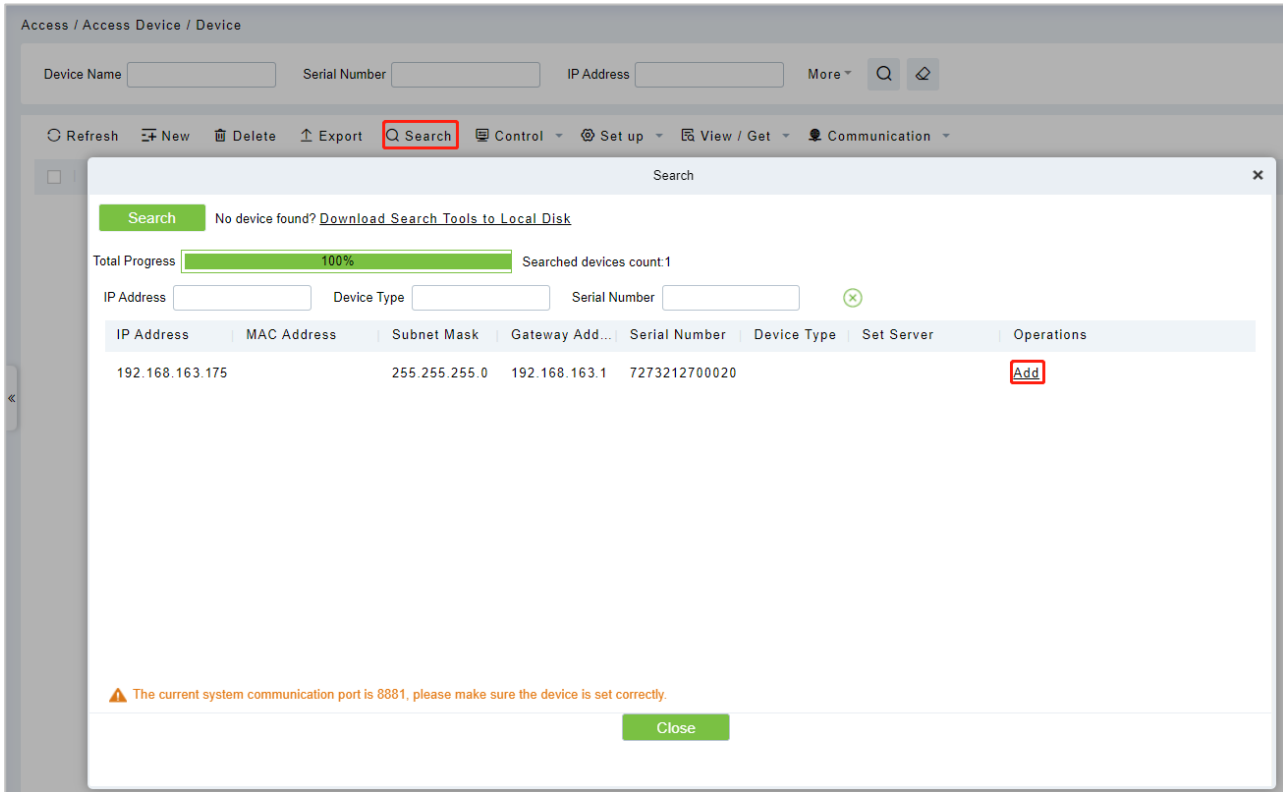 Access / Access Device / Device
Device Name Serial Number IP Address More
Refresh New Delete Export Search Control Set up View / Get Communication
Search
Search No device found? Download Search Tools to Local Disk
Total Progress 100% Searched devices count:1
IP Address Device Type Serial Number
IP Address MAC Address Subnet Mask Gateway Add... Serial Number Device Type Set Server Operations
192.168.163.175 255.255.255.0 192.168.163.1 7273212700020 Add
The current system communication port is 8881, please make sure the device is set correctly.
Close